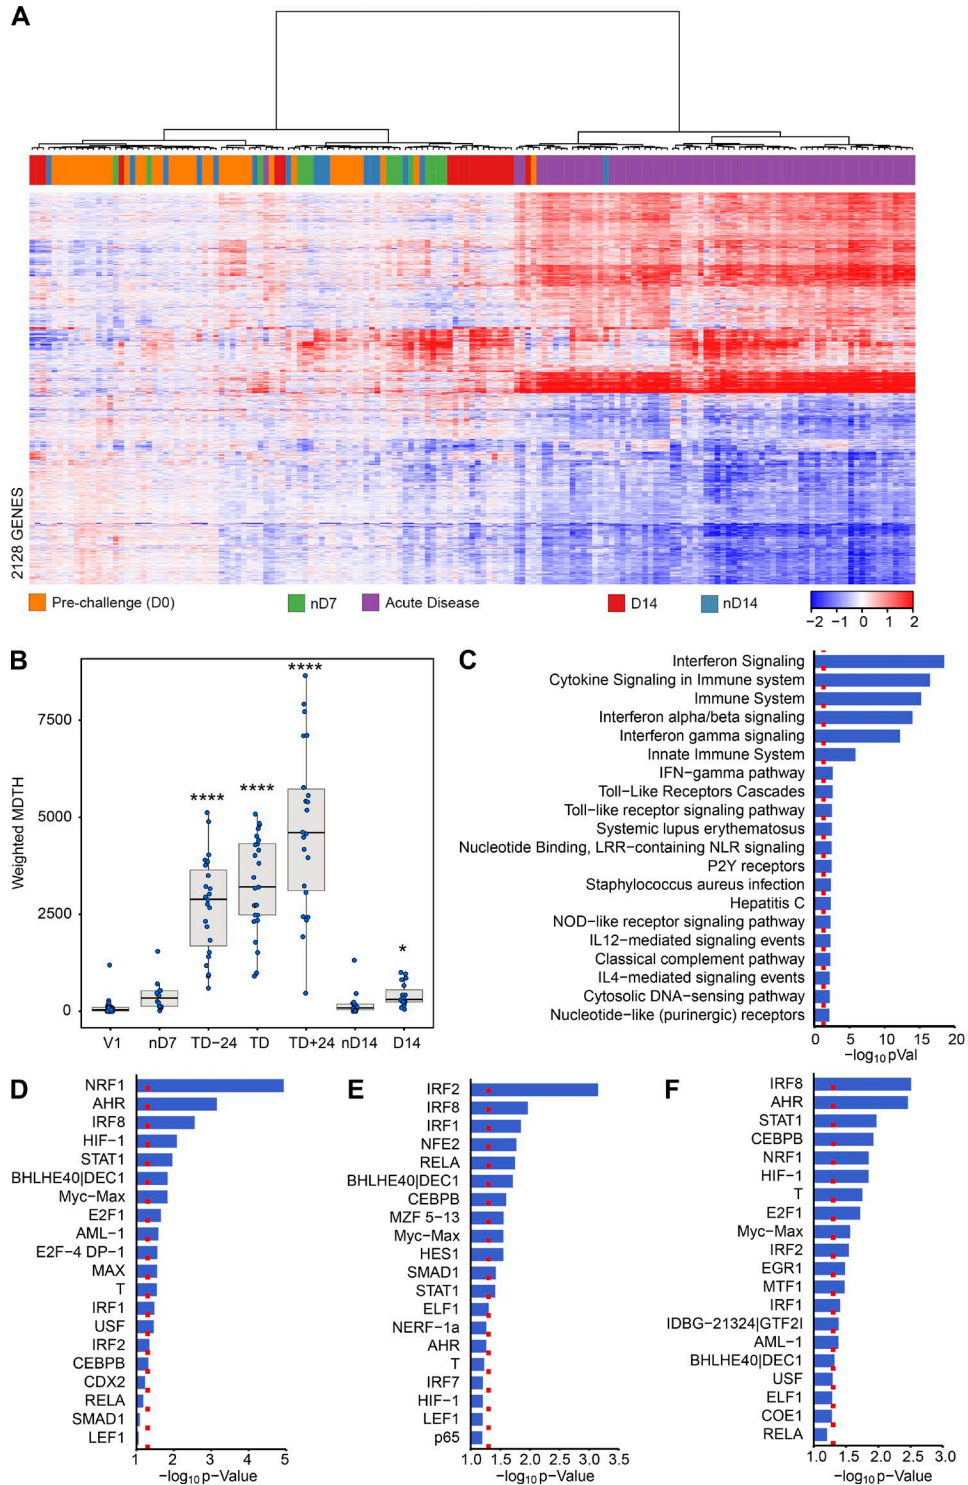 A
2128 GENES
Pre-challenge (D0)
nD7
Acute Disease
D14
nD14
−2 −1 0 1 2
B
Weighted MDTH
7500
5000
2500
0
****
****
****
*
V1 nD7 TD−24 TD TD+24 nD14 D14
C
Interferon Signaling
Cytokine Signaling in Immune system
Immune System
Interferon alpha/beta signaling
Interferon gamma signaling
Innate Immune System
IFN−gamma pathway
Toll−Like Receptors Cascades
Toll−like receptor signaling pathway
Systemic lupus erythematosus
Nucleotide Binding, LRR−containing NLR signaling
P2Y receptors
Staphylococcus aureus infection
Hepatitis C
NOD−like receptor signaling pathway
IL12−mediated signaling events
Classical complement pathway
IL4−mediated signaling events
Cytosolic DNA−sensing pathway
Nucleotide−like (purinergic) receptors
0 5 10 15 20
−log10 pVal
D
NRF1
AHR
IRF8
HIF−1
STAT1
BHLHE40|DEC1
Myc−Max
E2F1
AML−1
E2F−4 DP−1
MAX
T
IRF1
USF
IRF2
CEBPB
CDX2
RELA
SMAD1
LEF1
1 2 3 4 5
−log10 p−Value
E
IRF2
IRF8
IRF1
NFE2
RELA
BHLHE40|DEC1
CEBPB
MZF 5−13
Myc−Max
HES1
SMAD1
STAT1
ELF1
NERF−1a
AHR
T
IRF7
HIF−1
LEF1
p65
1.0 1.5 2.0 2.5 3.0 3.5
−log10 p−Value
F
IRF8
AHR
STAT1
CEBPB
NRF1
HIF−1
T
E2F1
Myc−Max
IRF2
EGR1
MTF1
IRF1
IDBG−21324|GTF2I
AML−1
BHLHE40|DEC1
USF
ELF1
COE1
RELA
1.0 1.5 2.0 2.5 3.0
−log10 p−Value